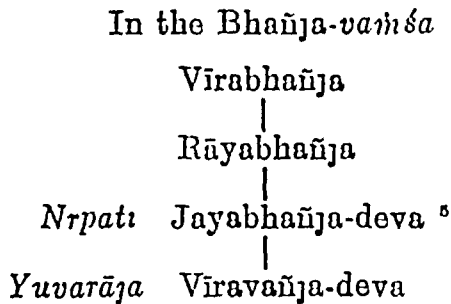 In the Bhañja-vaṁśa
Vīrabhañja
Rāyabhañja
Nṛpati Jayabhañja-deva ⁵
Yuvarāja Vīravañja-deva